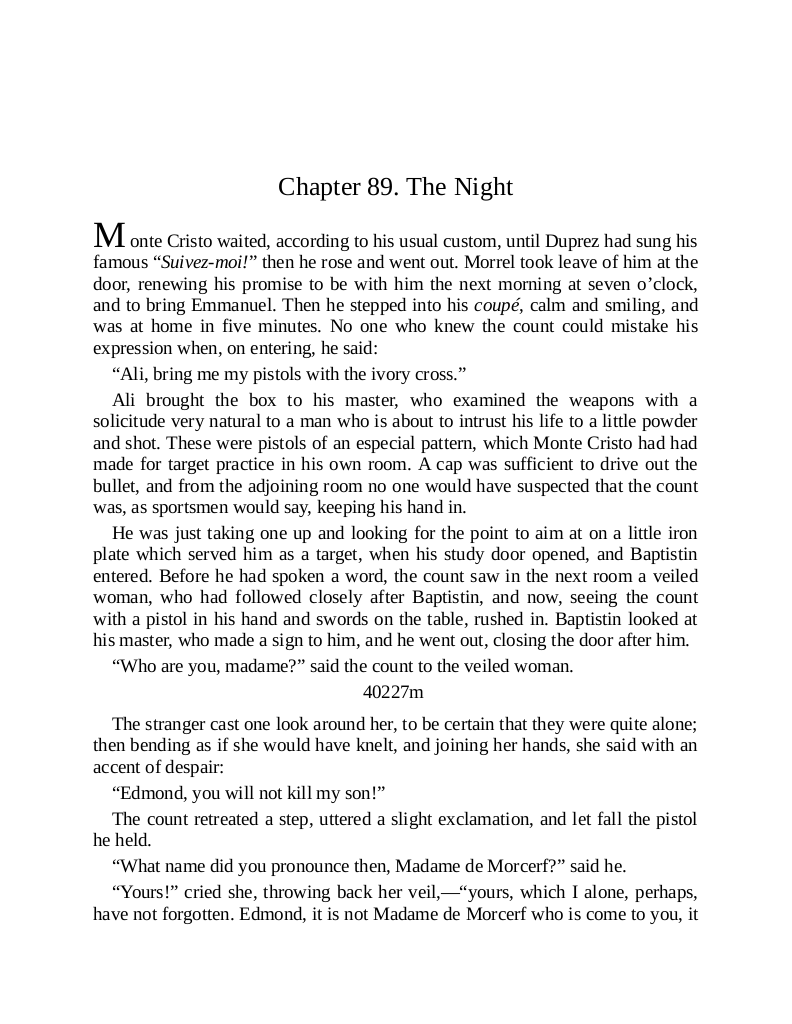 Chapter 89. The Night
Monte Cristo waited, according to his usual custom, until Duprez had sung his
famous “Suivez-moi!” then he rose and went out. Morrel took leave of him at the
door, renewing his promise to be with him the next morning at seven o’clock,
and to bring Emmanuel. Then he stepped into his coupé, calm and smiling, and
was at home in five minutes. No one who knew the count could mistake his
expression when, on entering, he said:
“Ali, bring me my pistols with the ivory cross.”
Ali brought the box to his master, who examined the weapons with a
solicitude very natural to a man who is about to intrust his life to a little powder
and shot. These were pistols of an especial pattern, which Monte Cristo had had
made for target practice in his own room. A cap was sufficient to drive out the
bullet, and from the adjoining room no one would have suspected that the count
was, as sportsmen would say, keeping his hand in.
He was just taking one up and looking for the point to aim at on a little iron
plate which served him as a target, when his study door opened, and Baptistin
entered. Before he had spoken a word, the count saw in the next room a veiled
woman, who had followed closely after Baptistin, and now, seeing the count
with a pistol in his hand and swords on the table, rushed in. Baptistin looked at
his master, who made a sign to him, and he went out, closing the door after him.
“Who are you, madame?” said the count to the veiled woman.
40227m
The stranger cast one look around her, to be certain that they were quite alone;
then bending as if she would have knelt, and joining her hands, she said with an
accent of despair:
“Edmond, you will not kill my son!”
The count retreated a step, uttered a slight exclamation, and let fall the pistol
he held.
“What name did you pronounce then, Madame de Morcerf?” said he.
“Yours!” cried she, throwing back her veil,—“yours, which I alone, perhaps,
have not forgotten. Edmond, it is not Madame de Morcerf who is come to you, it